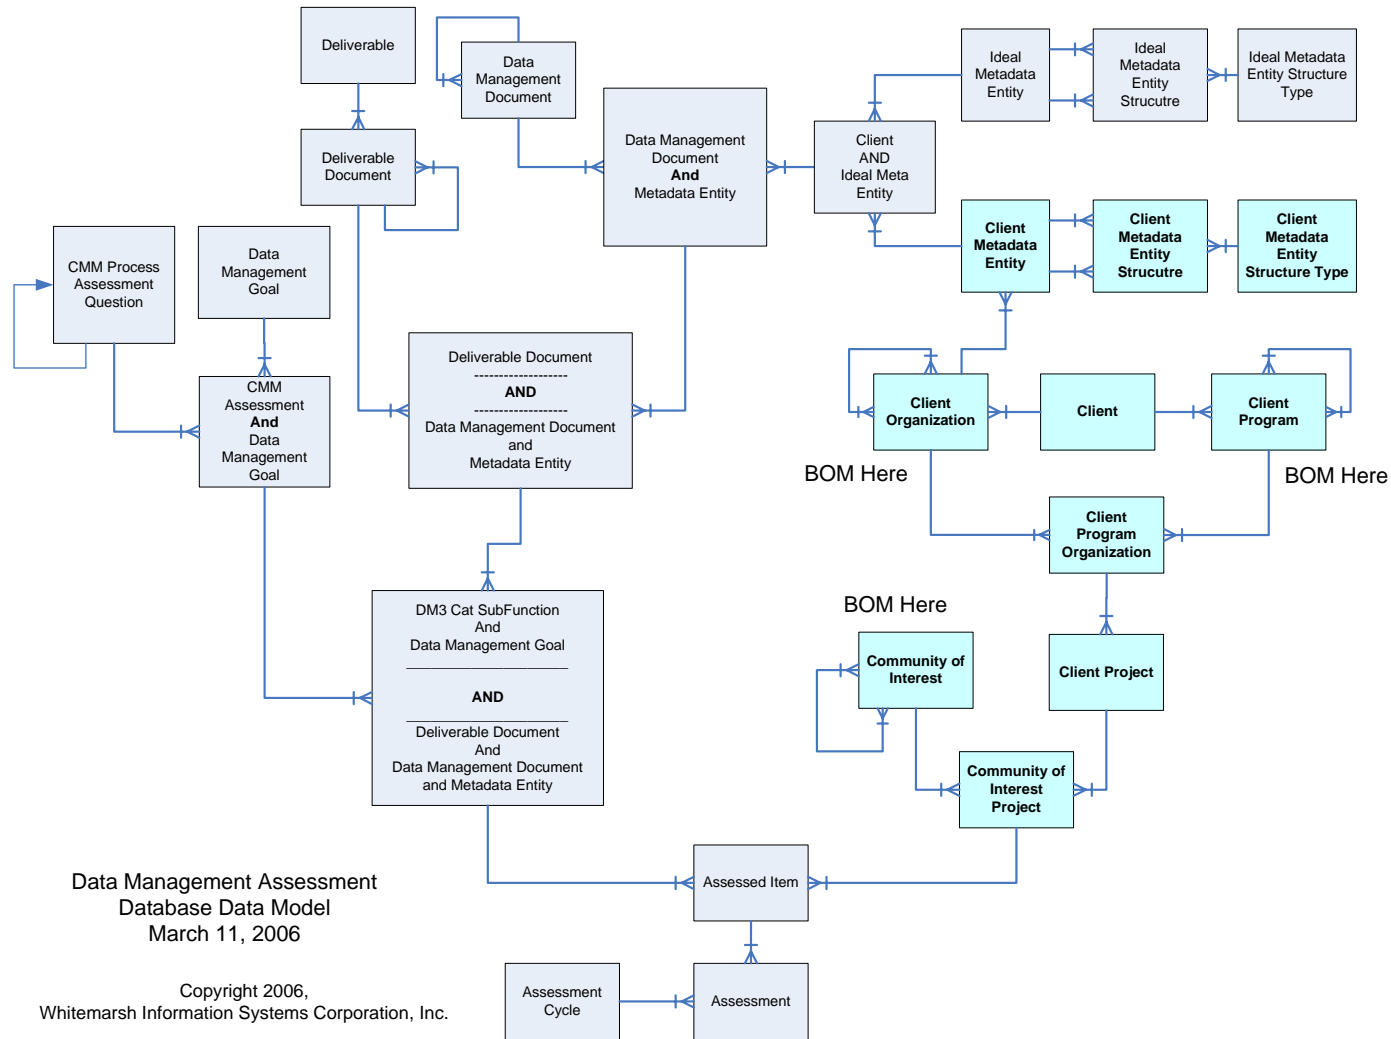 Deliverable
Data
Management
Document
Ideal
Metadata
Entity
Ideal
Metadata
Entity
Strucutre
Ideal Metadata
Entity Structure
Type
Deliverable
Document
Data Management
Document
And
Metadata Entity
Client
AND
Ideal Meta
Entity
CMM Process
Assessment
Question
Data
Management
Goal
Client
Metadata
Entity
Client
Metadata
Entity
Strucutre
Client
Metadata
Entity
Structure Type
CMM
Assessment
And
Data
Management
Goal
Deliverable Document
-------------------
AND
-------------------
Data Management Document
and
Metadata Entity
Client
Organization
Client
Client
Program
BOM Here
BOM Here
Client
Program
Organization
DM3 Cat SubFunction
And
Data Management Goal
____________________
AND
____________________
Deliverable Document
And
Data Management Document
and Metadata Entity
BOM Here
Community of
Interest
Client Project
Community of
Interest
Project
Assessed Item
Data Management Assessment
Database Data Model
March 11, 2006
Assessment
Cycle
Assessment
Copyright 2006,
Whitemarsh Information Systems Corporation, Inc.